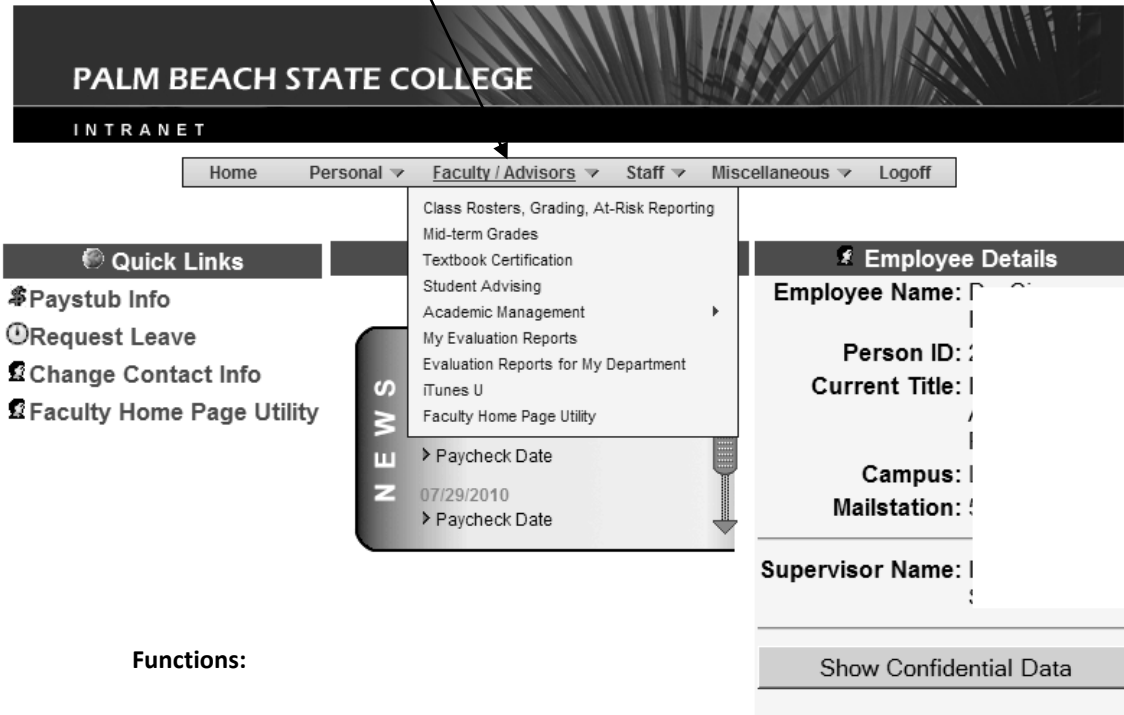 PALM BEACH STATE COLLEGE
INTRANET
Home Personal Faculty / Advisors Staff Miscellaneous Logoff
Class Rosters, Grading, At-Risk Reporting
Mid-term Grades
Textbook Certification
Student Advising
Academic Management
My Evaluation Reports
Evaluation Reports for My Department
iTunes U
Faculty Home Page Utility
Quick Links
Paystub Info
Request Leave
Change Contact Info
Faculty Home Page Utility
NEWS
> Paycheck Date
07/29/2010
> Paycheck Date
Employee Details
Employee Name:
Person ID:
Current Title:
Campus:
Mailstation:
Supervisor Name:
Show Confidential Data
Functions: